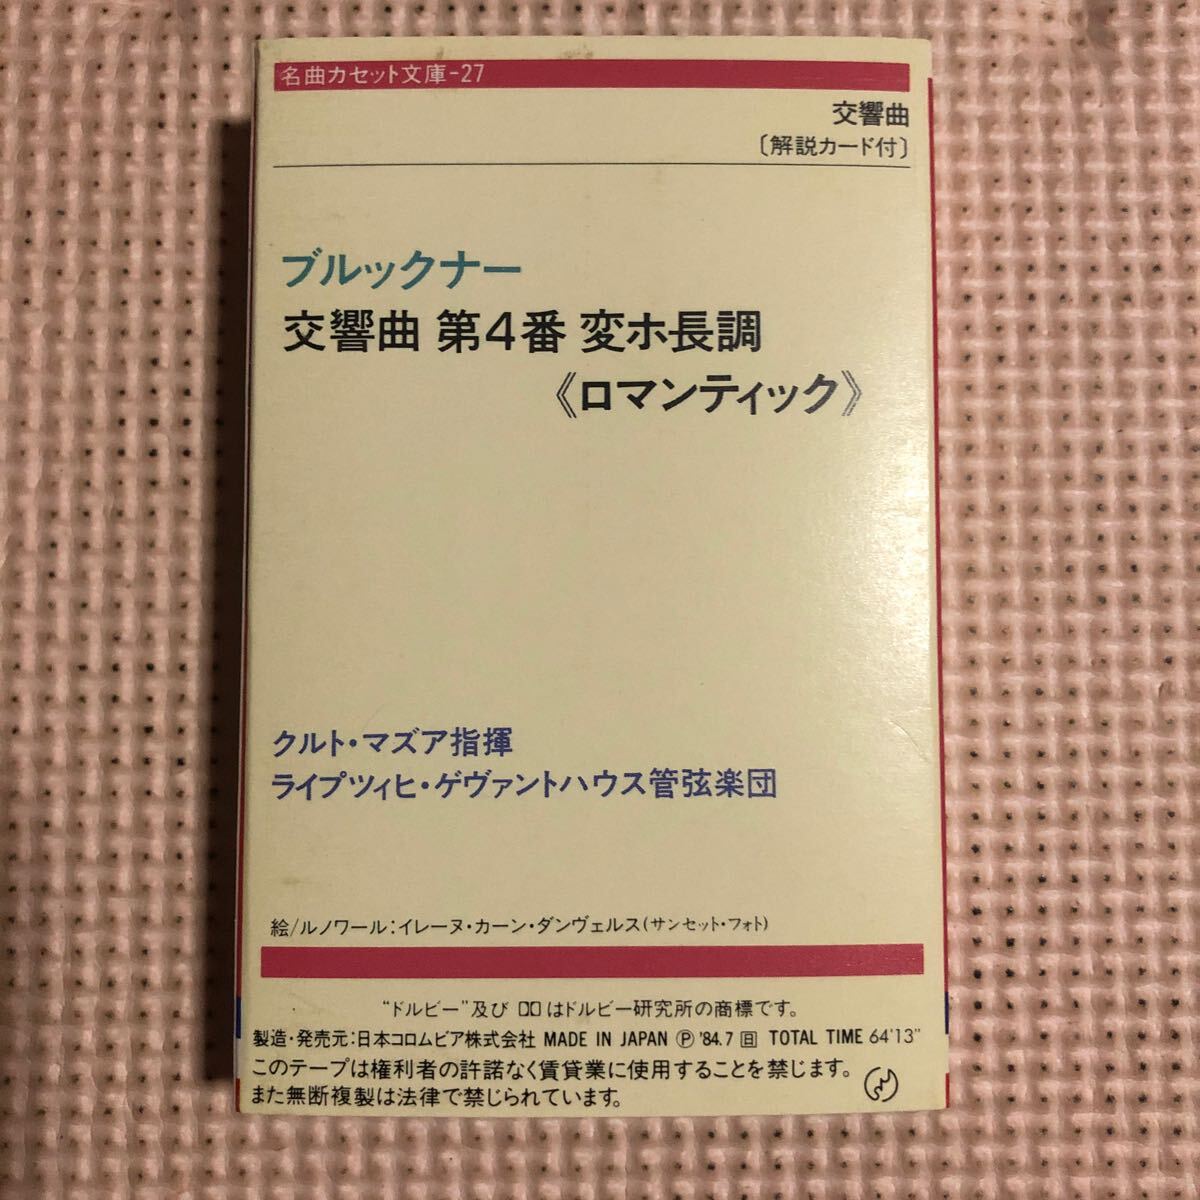 名曲カセット文庫-27
交響曲
〔解説カード付〕
ブルックナー
交響曲 第4番 変ホ長調
《ロマンティック》
クルト・マズア指揮
ライプツィヒ・ゲヴァントハウス管弦楽団
絵/ルノワール:イレーヌ・カーン・ダンヴェルス(サンセット・フォト)
“ドルビー”及び はドルビー研究所の商標です。
製造・発売元:日本コロムビア株式会社 MADE IN JAPAN Ⓟ '84.7 日 TOTAL TIME 64'13"
このテープは権利者の許諾なく賃貸業に使用することを禁じます。
また無断複製は法律で禁じられています。